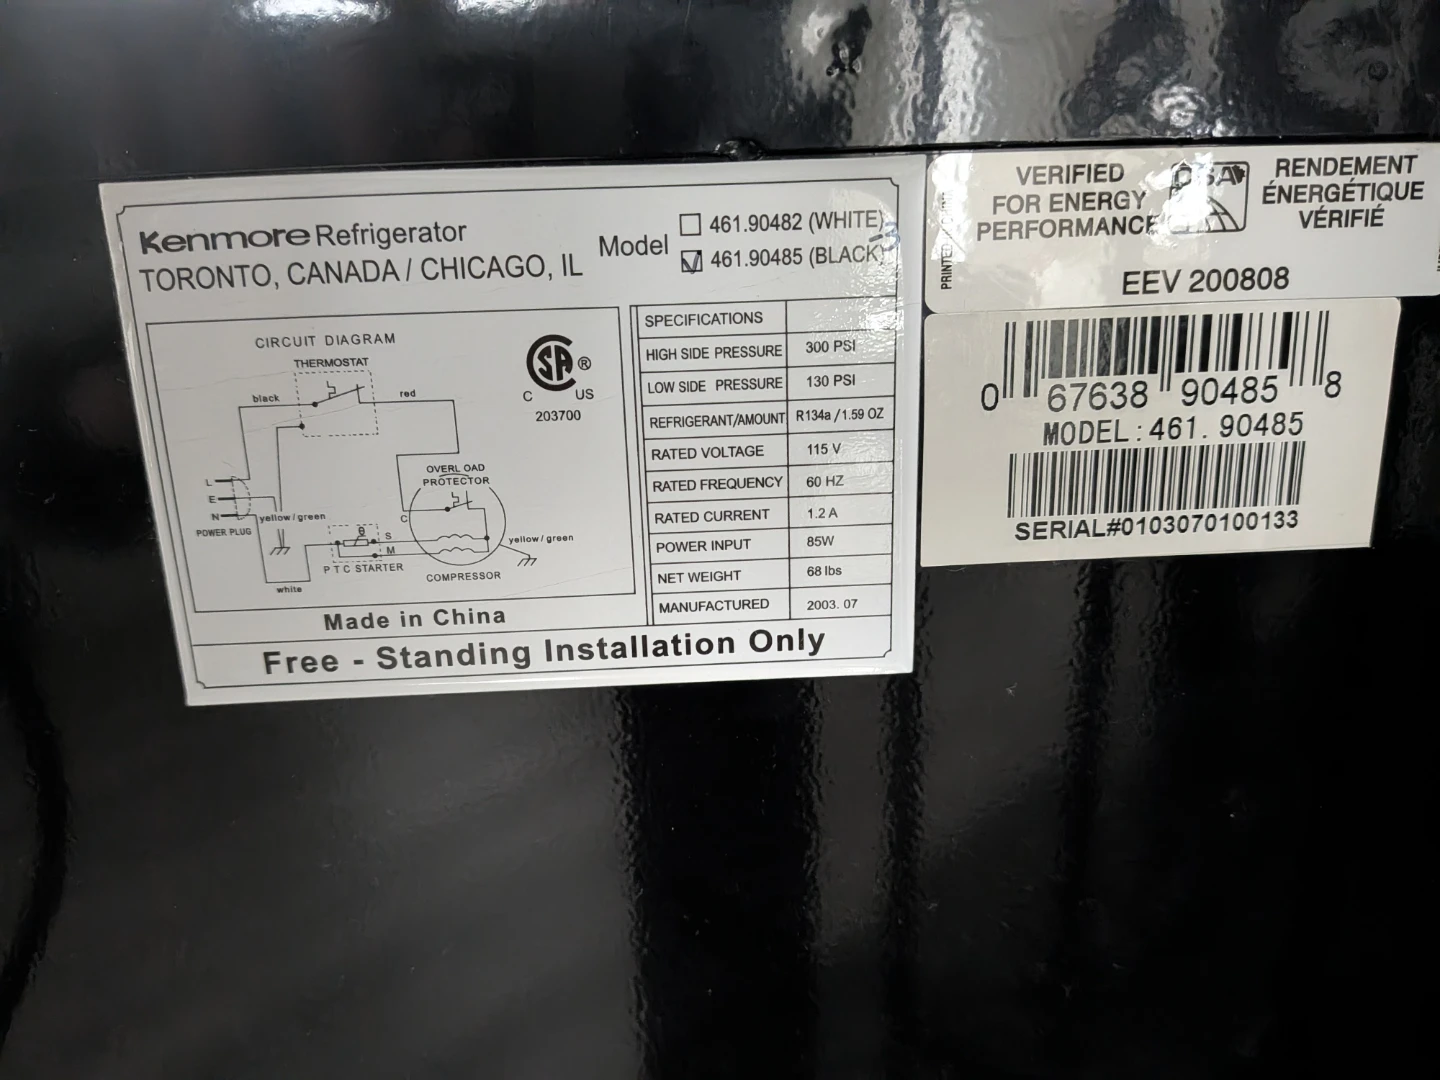 Kenmore Refrigerator
TORONTO, CANADA / CHICAGO, IL
Model
461.90482 (WHITE)
461.90485 (BLACK)
-3
CIRCUIT DIAGRAM
THERMOSTAT
black
red
L
E
N
POWER PLUG
yellow/green
white
θ
S
M
P T C STARTER
OVERLOAD
PROTECTOR
C
COMPRESSOR
yellow/green
CSA ®
C US
203700
SPECIFICATIONS
HIGH SIDE PRESSURE 300 PSI
LOW SIDE PRESSURE 130 PSI
REFRIGERANT/AMOUNT R134a /1.59 OZ
RATED VOLTAGE 115 V
RATED FREQUENCY 60 HZ
RATED CURRENT 1.2 A
POWER INPUT 85W
NET WEIGHT 68 lbs
MANUFACTURED 2003. 07
Made in China
Free - Standing Installation Only
VERIFIED
FOR ENERGY
PERFORMANCE
CSA
RENDEMENT
ÉNERGÉTIQUE
VÉRIFIÉ
EEV 200808
PRINTED
0 67638 90485 8
MODEL: 461. 90485
SERIAL#0103070100133